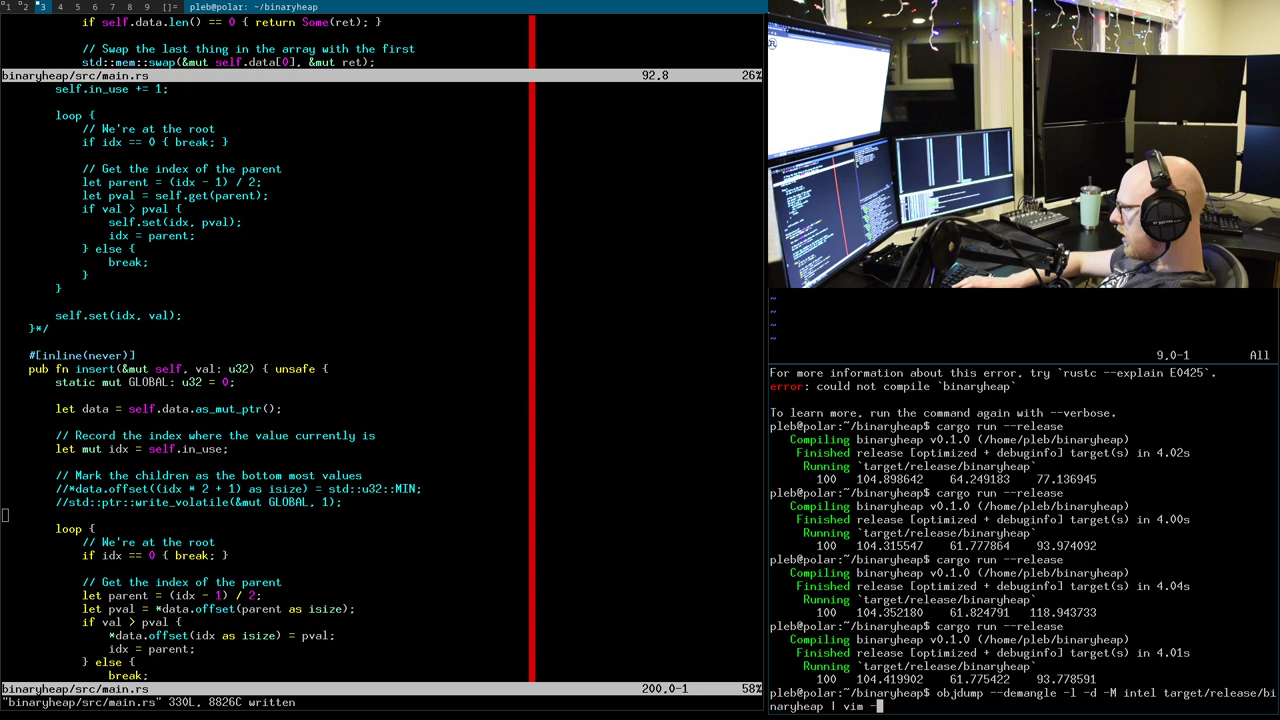 1 2 3 4 5 6 7 8 9 []= pleb@polar: ~/binaryheap
if self.data.len() == 0 { return Some(ret); }
// Swap the last thing in the array with the first
std::mem::swap(&mut self.data[0], &mut ret);
binaryheap/src/main.rs 92,8 26%
self.in_use += 1;
loop {
// We're at the root
if idx == 0 { break; }
// Get the index of the parent
let parent = (idx - 1) / 2;
let pval = self.get(parent);
if val > pval {
self.set(idx, pval);
idx = parent;
} else {
break;
}
}
self.set(idx, val);
}*/
#[inline(never)]
pub fn insert(&mut self, val: u32) { unsafe {
static mut GLOBAL: u32 = 0;
let data = self.data.as_mut_ptr();
// Record the index where the value currently is
let mut idx = self.in_use;
// Mark the children as the bottom most values
//*data.offset((idx * 2 + 1) as isize) = std::u32::MIN;
//std::ptr::write_volatile(&mut GLOBAL, 1);
loop {
// We're at the root
if idx == 0 { break; }
// Get the index of the parent
let parent = (idx - 1) / 2;
let pval = *data.offset(parent as isize);
if val > pval {
*data.offset(idx as isize) = pval;
idx = parent;
} else {
break;
binaryheap/src/main.rs 200,0-1 58%
"binaryheap/src/main.rs" 330L, 8826C written
~
~
~
~
9,0-1 All
For more information about this error, try `rustc --explain E0425`.
error: could not compile `binaryheap`
To learn more, run the command again with --verbose.
pleb@polar:~/binaryheap$ cargo run --release
Compiling binaryheap v0.1.0 (/home/pleb/binaryheap)
Finished release [optimized + debuginfo] target(s) in 4.02s
Running `target/release/binaryheap`
100 104.898642 64.249183 77.136945
pleb@polar:~/binaryheap$ cargo run --release
Compiling binaryheap v0.1.0 (/home/pleb/binaryheap)
Finished release [optimized + debuginfo] target(s) in 4.00s
Running `target/release/binaryheap`
100 104.315547 61.777864 93.974092
pleb@polar:~/binaryheap$ cargo run --release
Compiling binaryheap v0.1.0 (/home/pleb/binaryheap)
Finished release [optimized + debuginfo] target(s) in 4.04s
Running `target/release/binaryheap`
100 104.352180 61.824791 118.943733
pleb@polar:~/binaryheap$ cargo run --release
Compiling binaryheap v0.1.0 (/home/pleb/binaryheap)
Finished release [optimized + debuginfo] target(s) in 4.01s
Running `target/release/binaryheap`
100 104.419902 61.775422 93.778591
pleb@polar:~/binaryheap$ objdump --demangle -l -d -M intel target/release/bi
naryheap | vim -